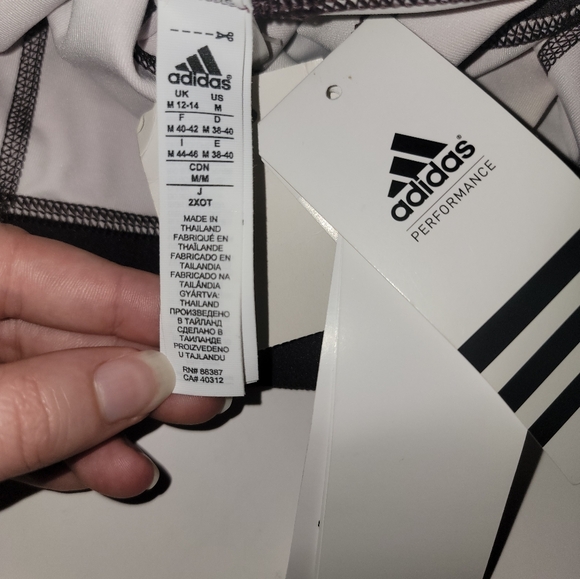 adidas®
UK US
M 12-14 M
F D
M 40-42 M 38-40
I E
M 44-46 M 38-40
CDN
M/M
J
2XOT
MADE IN
THAILAND
FABRIQUÉ EN
THAÏLANDE
FABRICADO EN
TAILANDIA
FABRICADO NA
TAILÂNDIA
GYÁRTVA:
THAILAND
ПРОИЗВЕДЕНО
В ТАЙЛАНД
СДЕЛАНО В
ТАИЛАНДЕ
PROIZVEDENO
U TAJLANDU
RN# 88387
CA# 40312
adidas®
PERFORMANCE